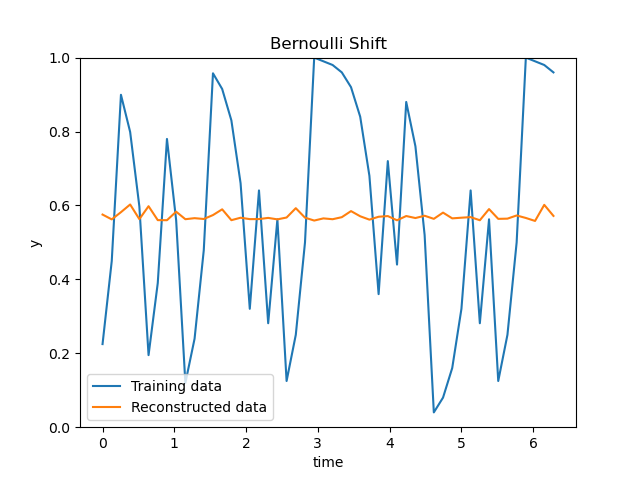 Bernoulli Shift
1.0
0.8
0.6
0.4
0.2
0.0
y
Training data
Reconstructed data
0 1 2 3 4 5 6
time